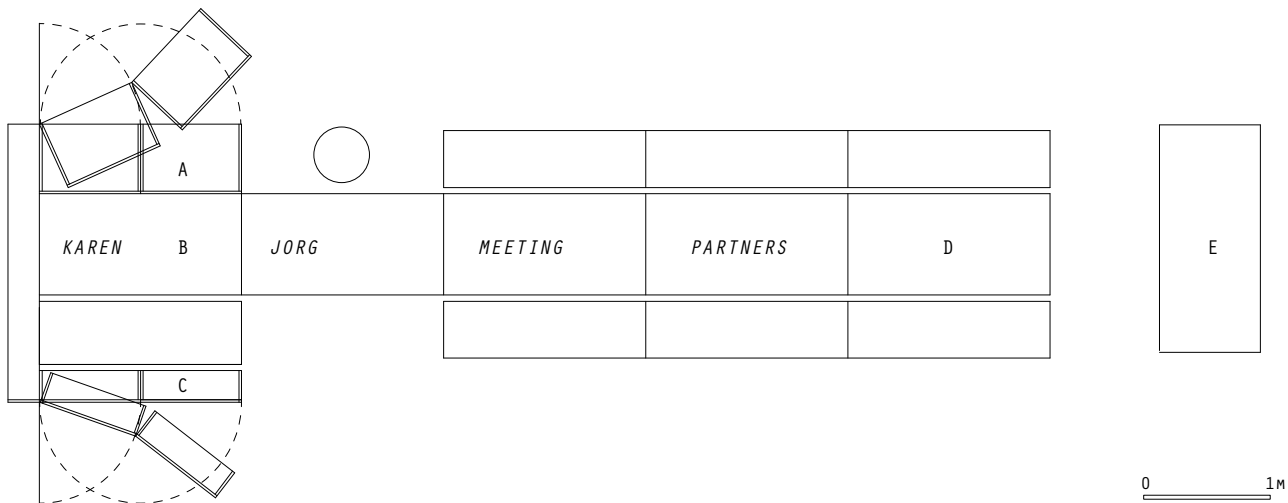 A
KAREN B JORG MEETING PARTNERS D E
C
0 1M